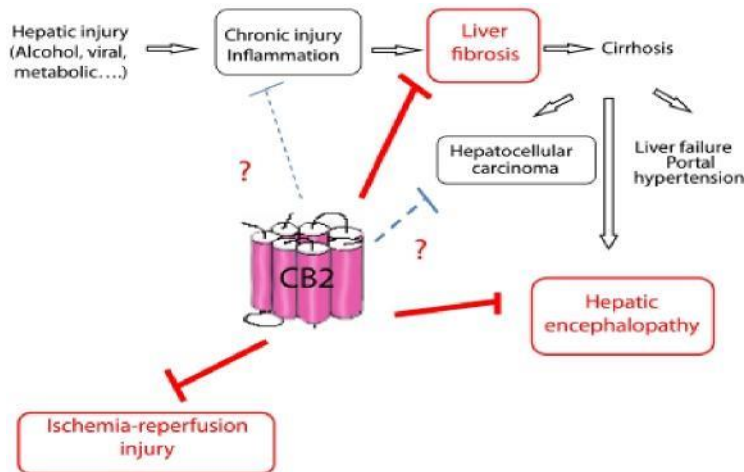 Hepatic injury
(Alcohol, viral,
metabolic....)
Chronic injury
Inflammation
Liver
fibrosis
Cirrhosis
Hepatocellular
carcinoma
Liver failure
Portal
hypertension
?
?
CB2
Hepatic
encephalopathy
Ischemia-reperfusion
injury